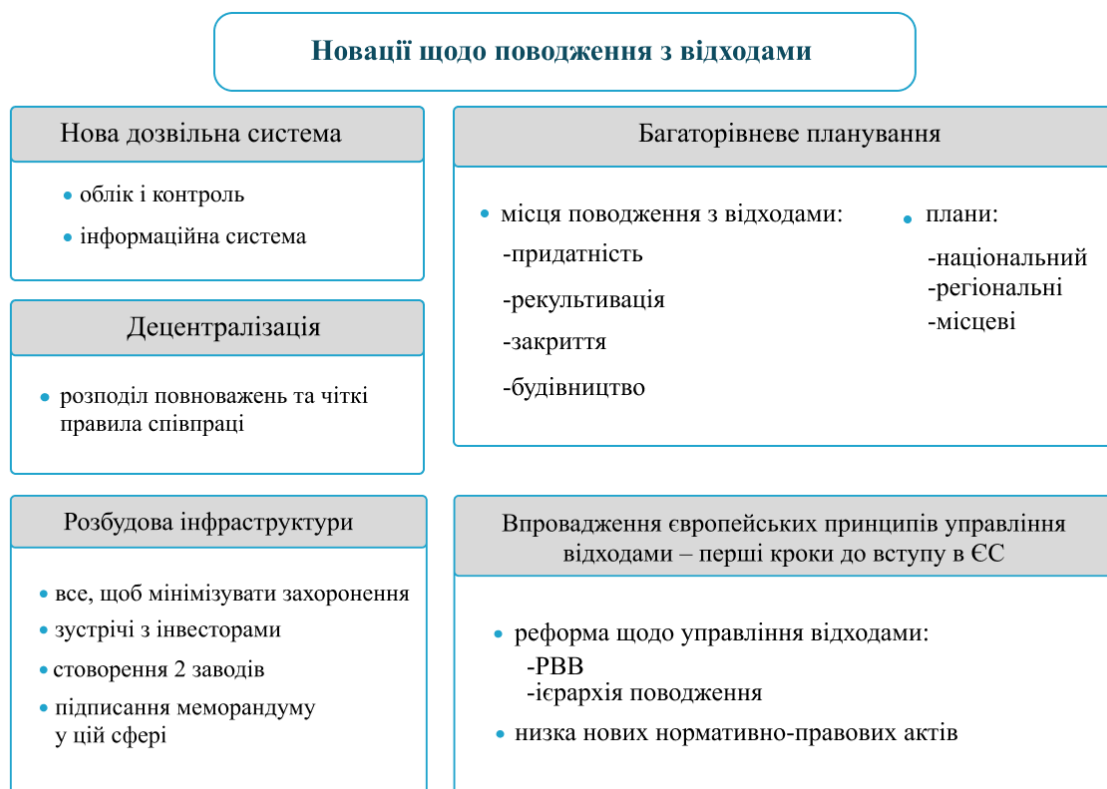 Новації щодо поводження з відходами
Нова дозвільна система
• облік і контроль
• інформаційна система
Багаторівневе планування
• місця поводження з відходами:
-придатність
-рекультивація
-закриття
-будівництво
• плани:
-національний
-регіональні
-місцеві
Децентралізація
• розподіл повноважень та чіткі
правила співпраці
Розбудова інфраструктури
• все, щоб мінімізувати захоронення
• зустрічі з інвесторами
• стоворення 2 заводів
• підписання меморандуму
у цій сфері
Впровадження європейських принципів управління
відходами – перші кроки до вступу в ЄС
• реформа щодо управління відходами:
-РВВ
-ієрархія поводження
• низка нових нормативно-правових актів